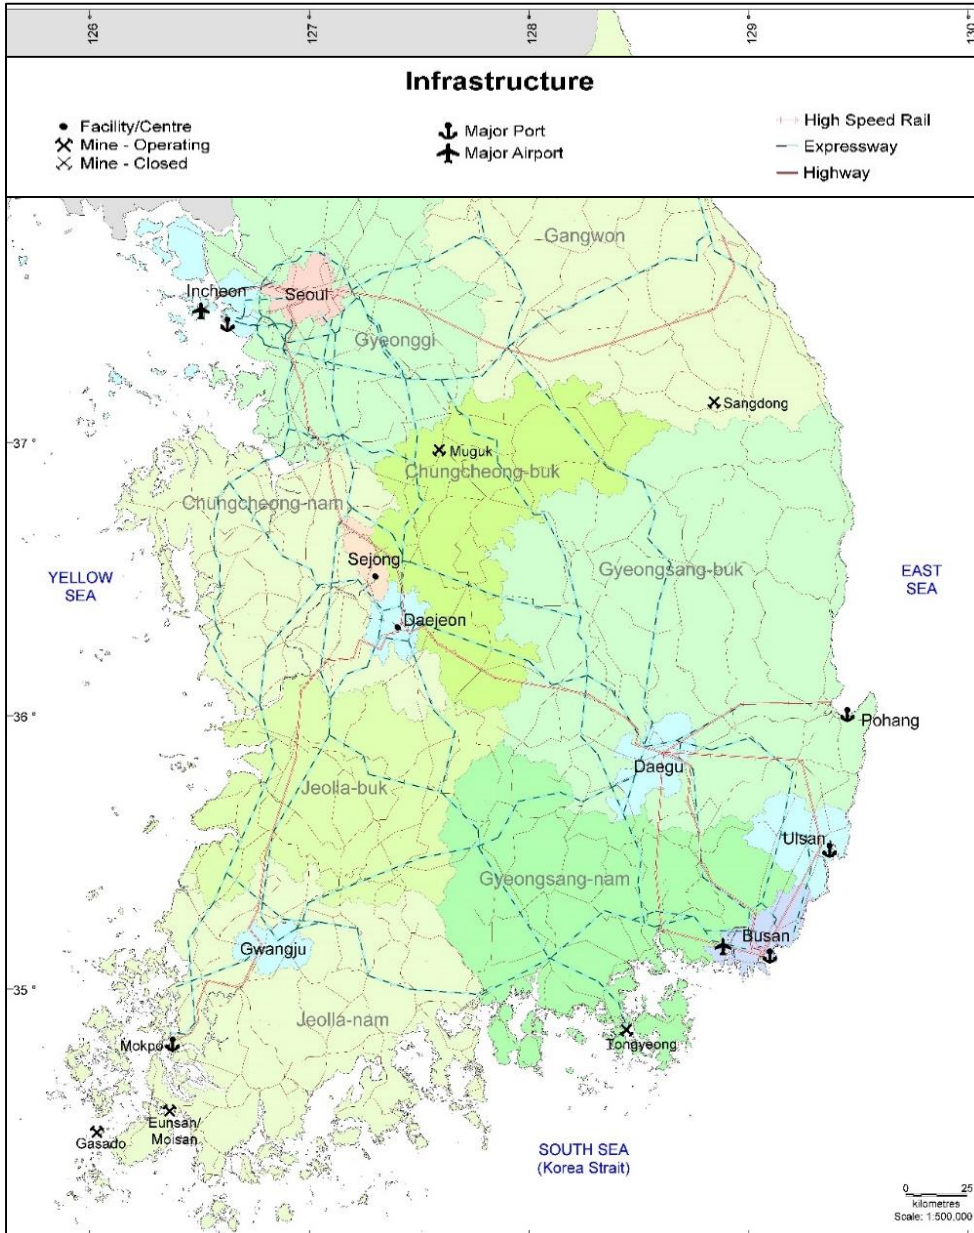 126
127
128
129
130
Infrastructure
Facility/Centre
Mine - Operating
Mine - Closed
Major Port
Major Airport
High Speed Rail
Expressway
Highway
Gangwon
Incheon
Seoul
Gyeonggi
Sangdong
37°
Muguk
Chungcheong-buk
Chungcheong-nam
YELLOW
SEA
Sejong
Gyeongsang-buk
EAST
SEA
Daejeon
36°
Pohang
Daegu
Jeolla-buk
Ulsan
Gyeongsang-nam
Busan
Gwangju
35°
Jeolla-nam
Mokpo
Tongyeong
Eunsan/
Moisan
Gasado
SOUTH SEA
(Korea Strait)
0 25
kilometres
Scale: 1:500,000